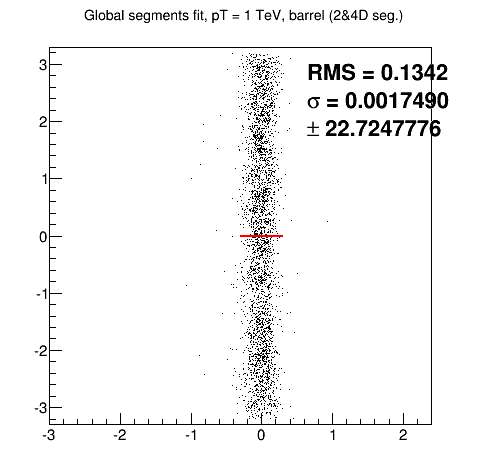 Global segments fit, pT = 1 TeV, barrel (2&4D seg.)
RMS = 0.1342
σ = 0.0017490
± 22.7247776
3
2
1
0
-1
-2
-3
-3 -2 -1 0 1 2